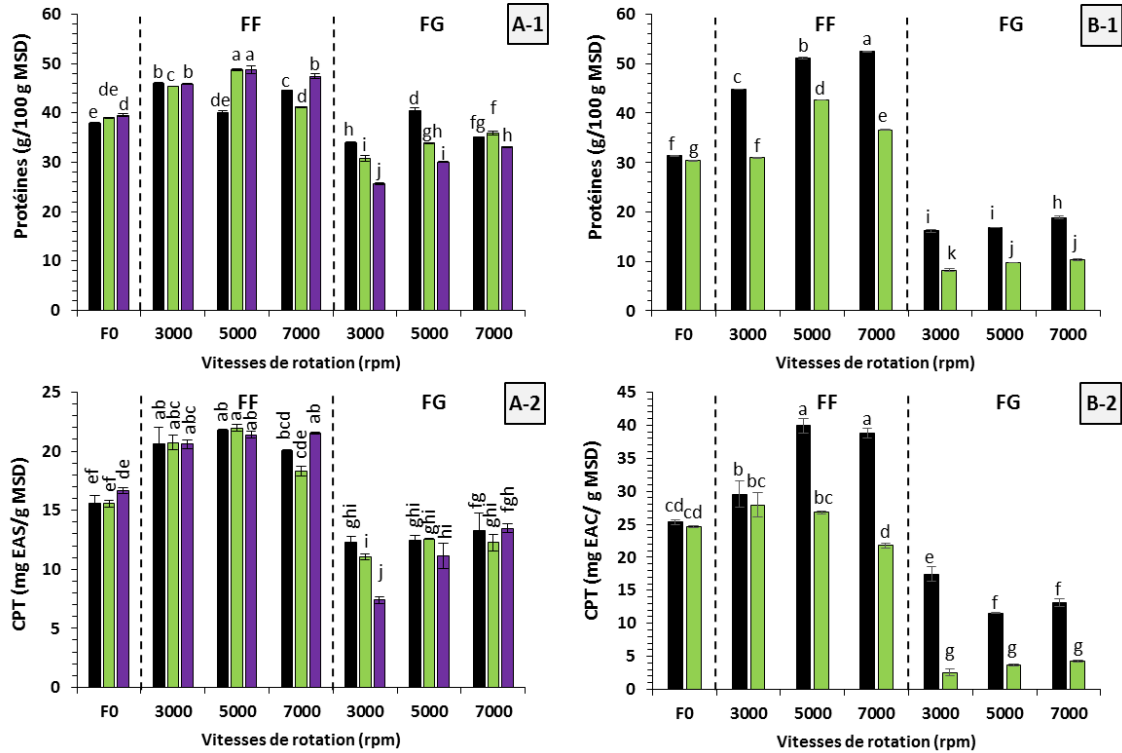 Protéines (g/100 g MSD)
60
50
40
30
20
10
0
FF
FG
A-1
e
de
d
b
c
b
de
a
a
c
d
b
h
i
j
d
gh
i
fg
f
h
F0
3000
5000
7000
3000
5000
7000
Vitesses de rotation (rpm)
Protéines (g/100 g MSD)
60
50
40
30
20
10
0
FF
FG
B-1
f
g
c
f
b
d
a
e
i
k
i
j
h
j
F0
3000
5000
7000
3000
5000
7000
Vitesses de rotation (rpm)
CPT (mg EAS/g MSD)
25
20
15
10
5
0
FF
FG
A-2
ef
ef
de
ab
abc
abc
ab
a
ab
bcd
cde
ab
ghi
i
j
ghi
ghi
hi
fg
ghi
fgh
F0
3000
5000
7000
3000
5000
7000
Vitesses de rotation (rpm)
CPT (mg EAC/ g MSD)
45
40
35
30
25
20
15
10
5
0
FF
FG
B-2
cd
cd
b
bc
a
bc
a
d
e
g
f
g
f
g
F0
3000
5000
7000
3000
5000
7000
Vitesses de rotation (rpm)